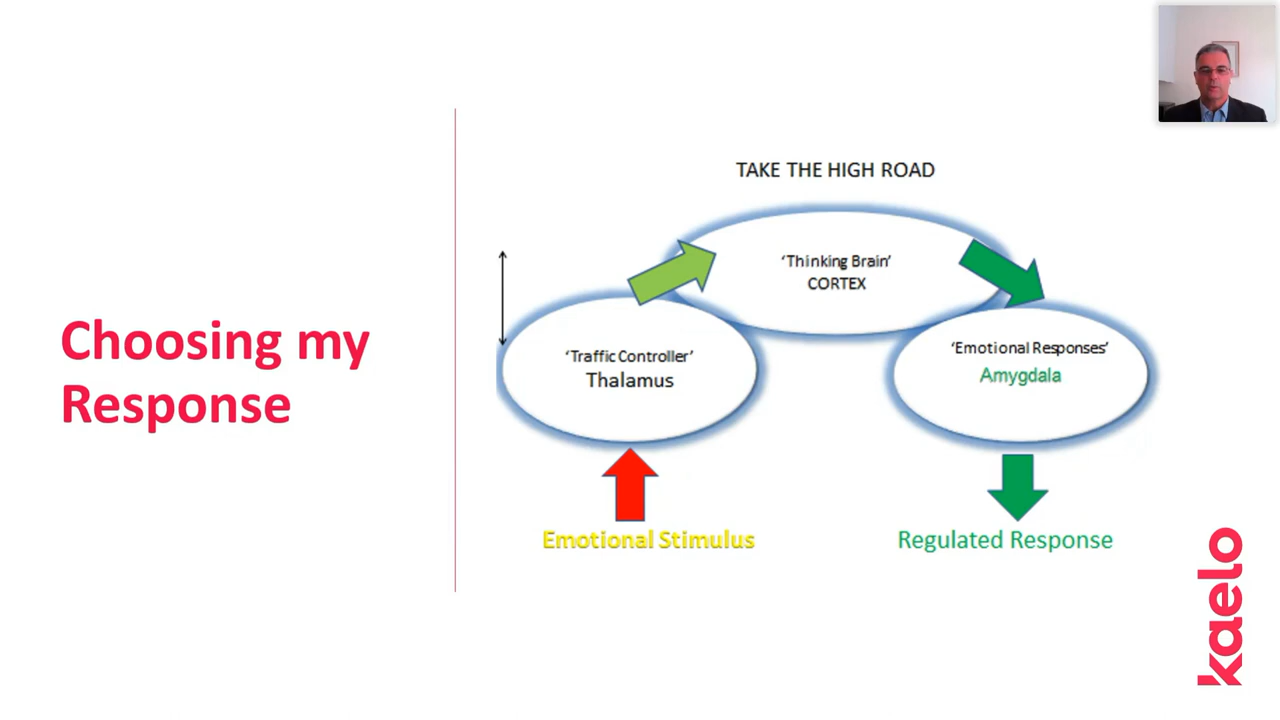 Choosing my
Response
TAKE THE HIGH ROAD
'Thinking Brain'
CORTEX
'Traffic Controller'
Thalamus
'Emotional Responses'
Amygdala
Emotional Stimulus
Regulated Response
kaelo